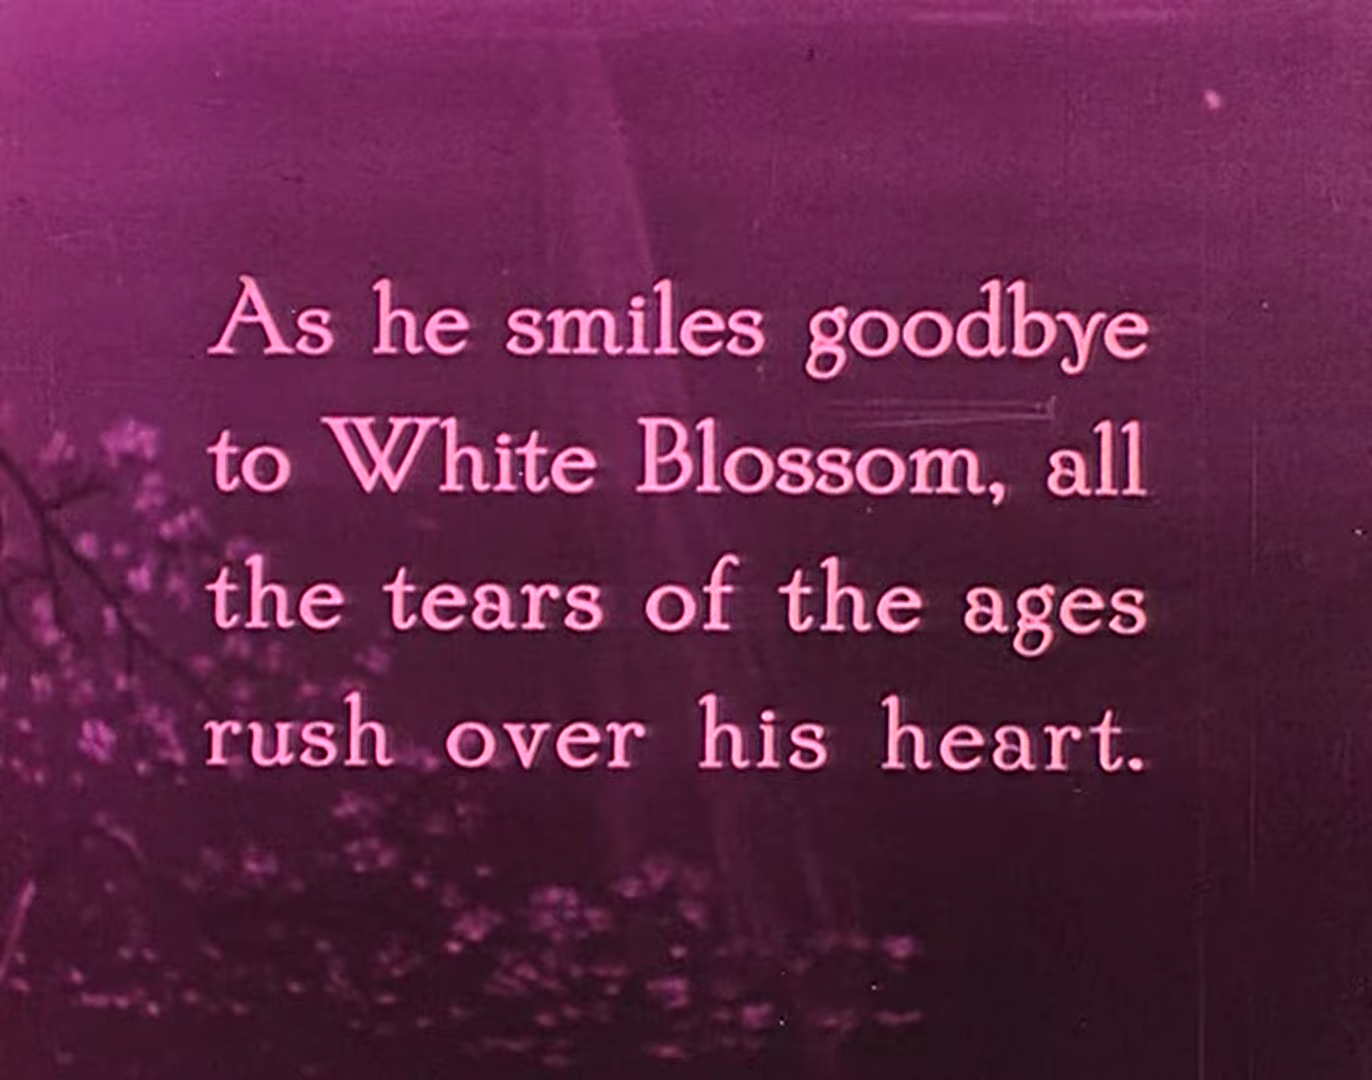 As he smiles goodbye
to White Blossom, all
the tears of the ages
rush over his heart.